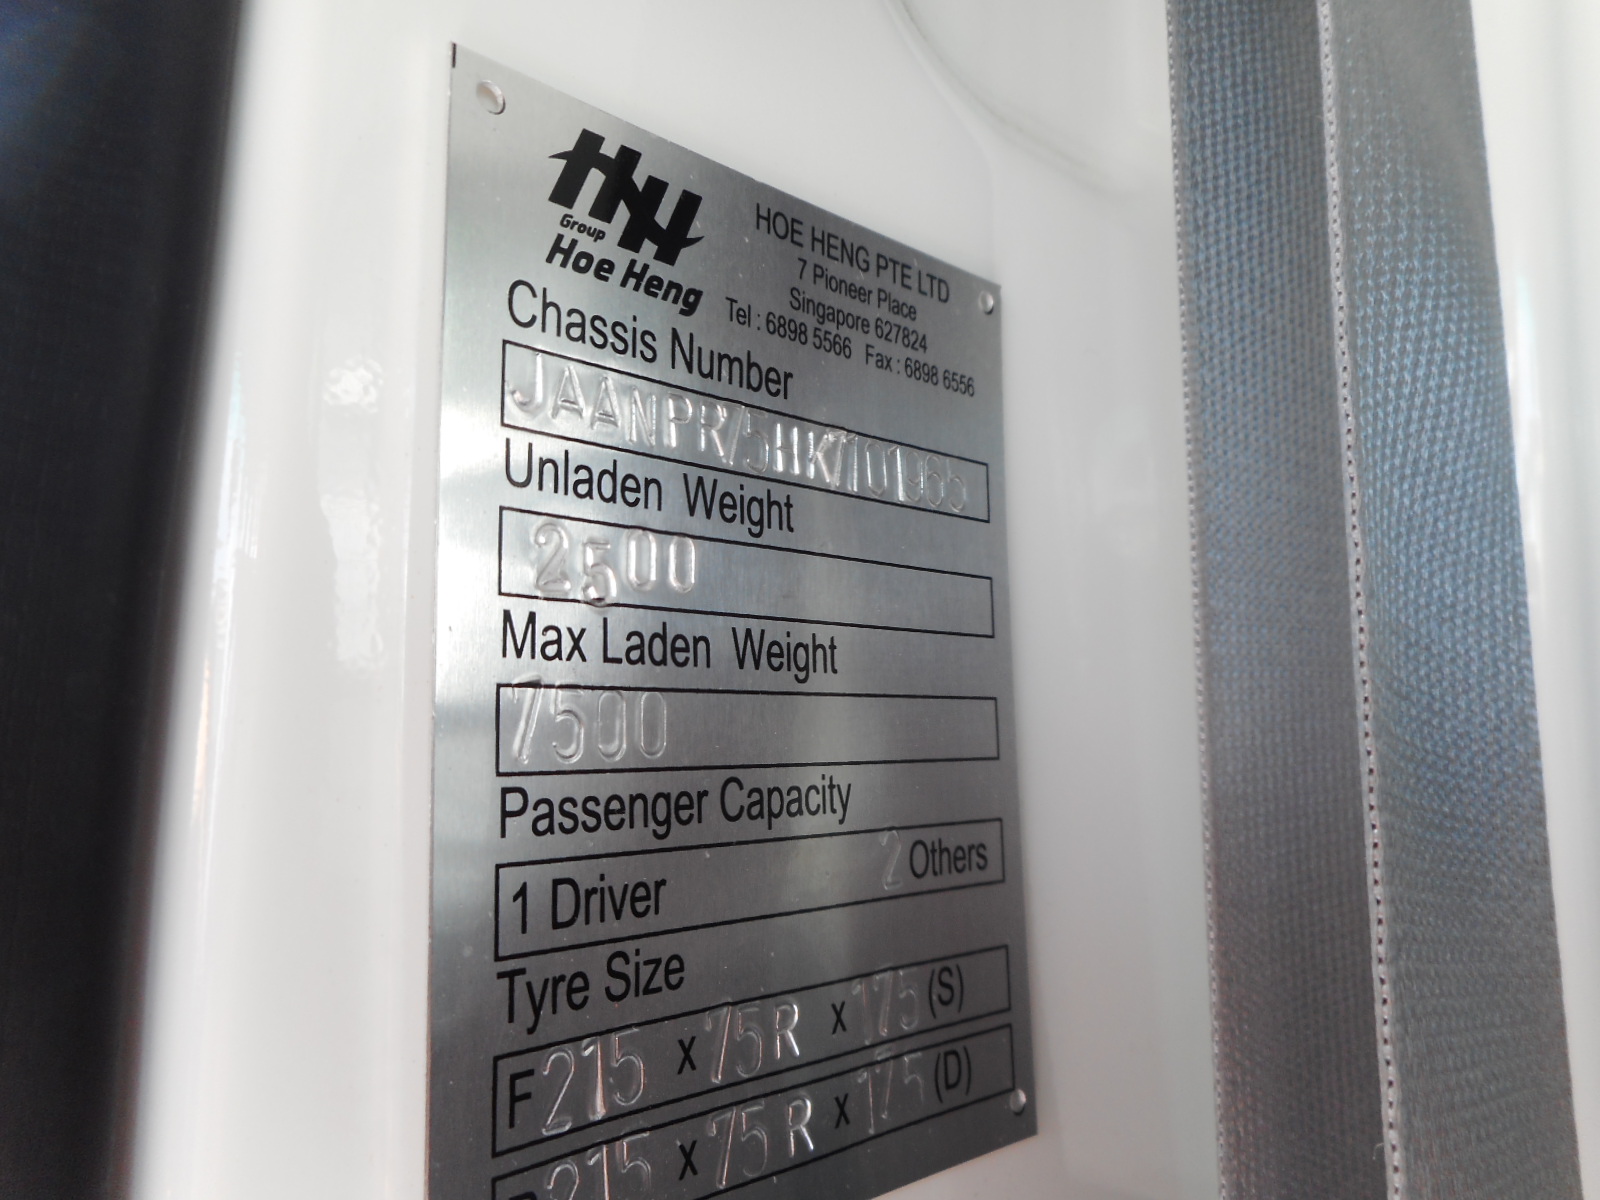 HH
Group
Hoe Heng
HOE HENG PTE LTD
7 Pioneer Place
Singapore 627824
Tel : 6898 5566 Fax : 6898 6556
Chassis Number
JAANPR75HK7101965
Unladen Weight
2500
Max Laden Weight
7500
Passenger Capacity
1 Driver 2 Others
Tyre Size
F 215 x 75R x 175 (S)
215 x 75R x 175 (D)